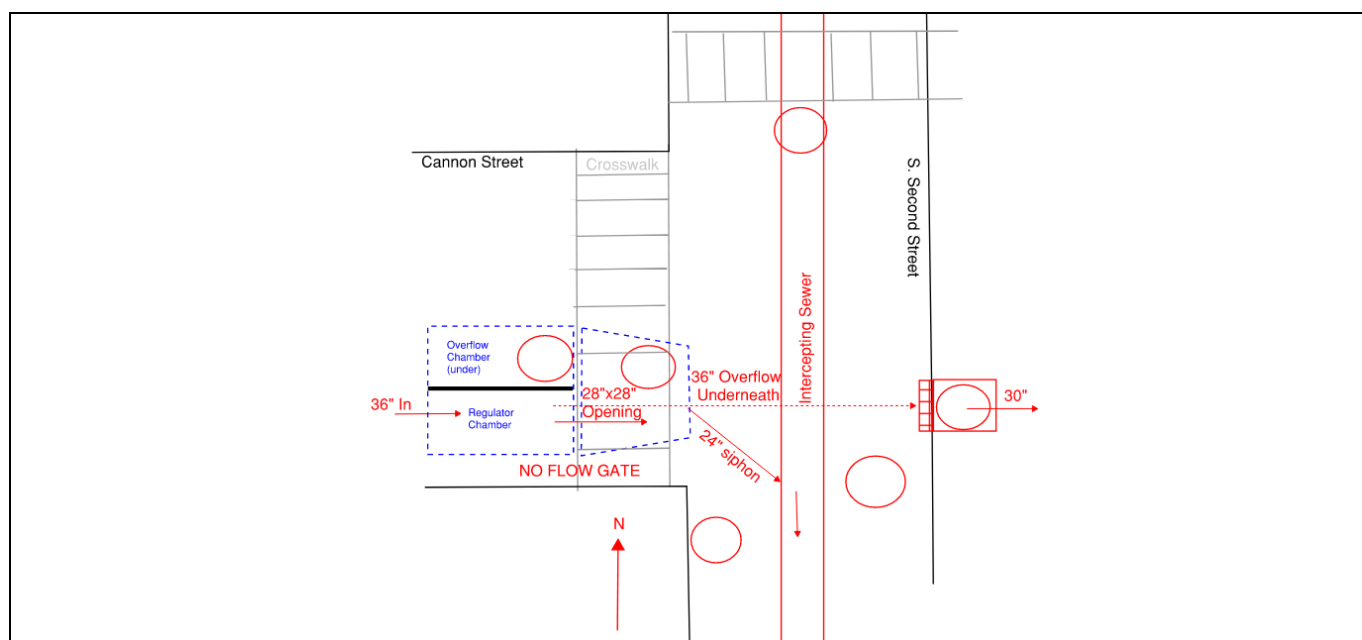 Cannon Street
Crosswalk
S. Second Street
Intercepting Sewer
Overflow
Chamber
(under)
36" Overflow
Underneath
28"x28"
Opening
30"
36" In
Regulator
Chamber
24" siphon
NO FLOW GATE
N